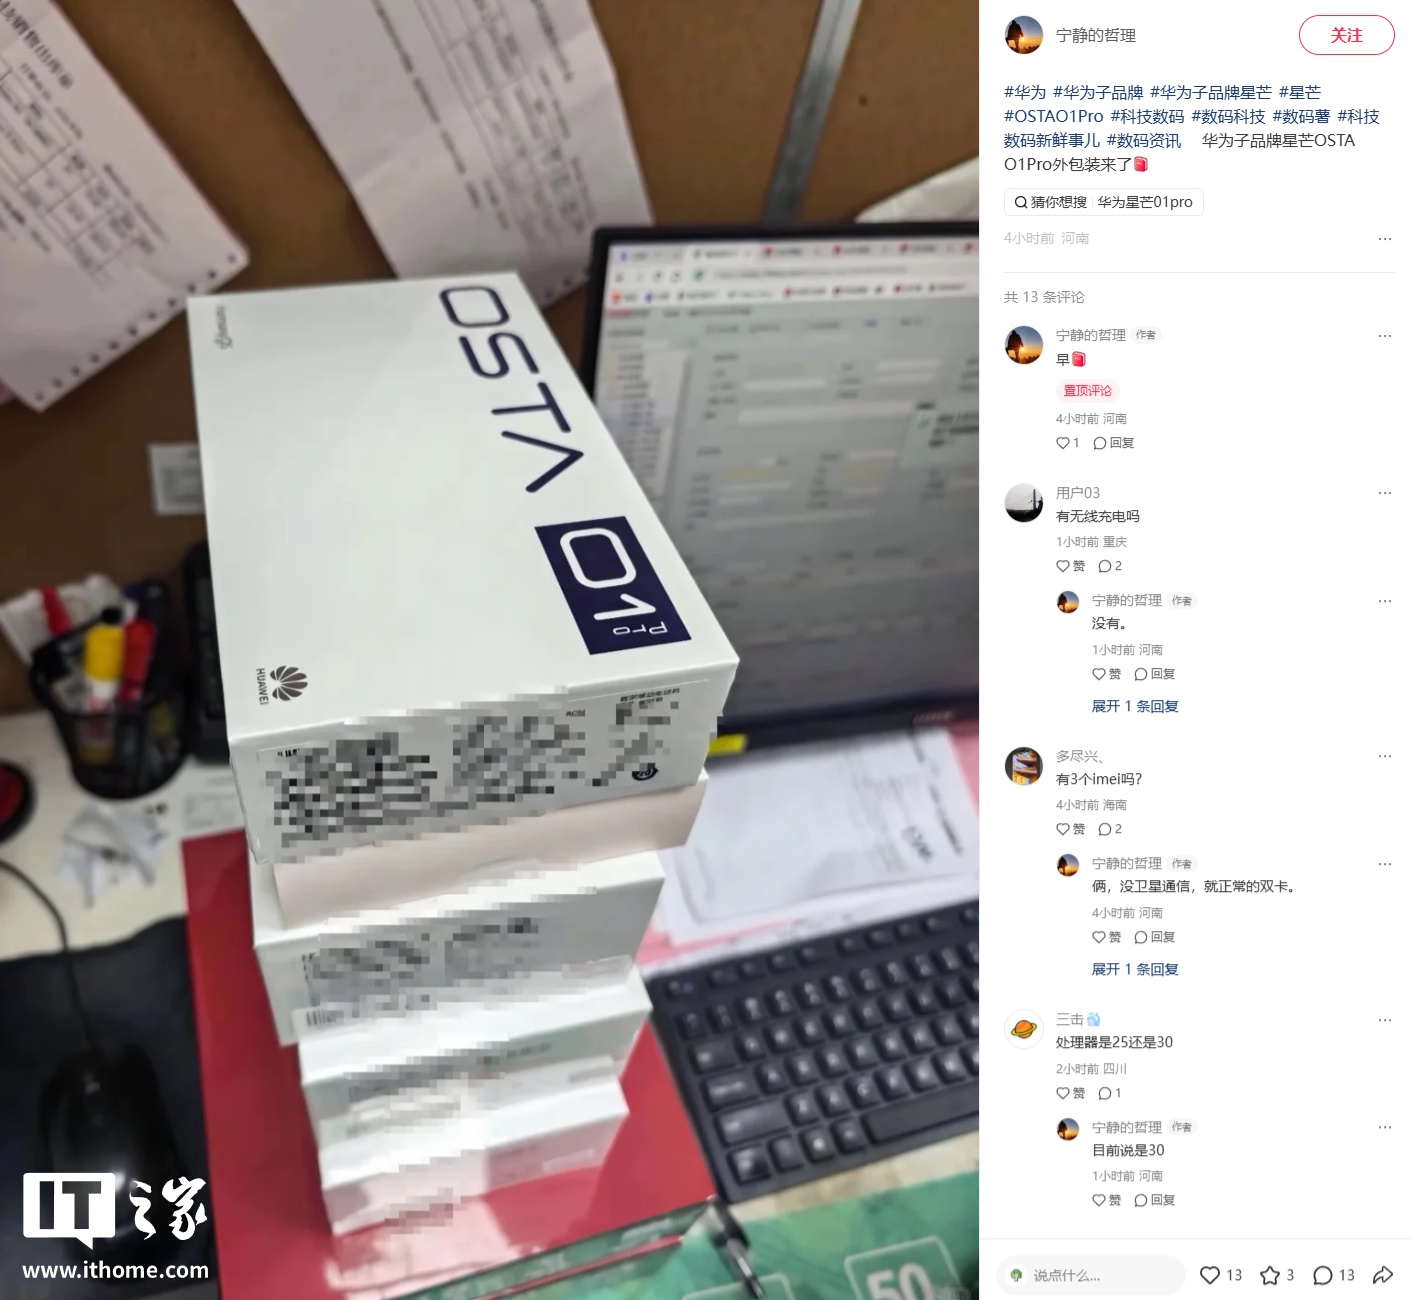 OSTA
01
Pro
HUAWEI
IT之家
www.ithome.com
50
宁静的哲理
关注
#华为 #华为子品牌 #华为子品牌星芒 #星芒
#OSTAO1Pro #科技数码 #数码科技 #数码薯 #科技
数码新鲜事儿 #数码资讯 华为子品牌星芒OSTA
O1Pro外包装来了
猜你想搜 华为星芒01pro
4小时前 河南
共 13 条评论
宁静的哲理 作者
早
置顶评论
4小时前 河南
1 回复
用户03
有无线充电吗
1小时前 重庆
赞 2
宁静的哲理 作者
没有。
1小时前 河南
赞 回复
展开 1 条回复
多尽兴、
有3个imei吗?
4小时前 海南
赞 2
宁静的哲理 作者
俩，没卫星通信，就正常的双卡。
4小时前 河南
赞 回复
展开 1 条回复
三击
处理器是25还是30
2小时前 四川
赞 1
宁静的哲理 作者
目前说是30
1小时前 河南
赞 回复
说点什么...
13 3 13